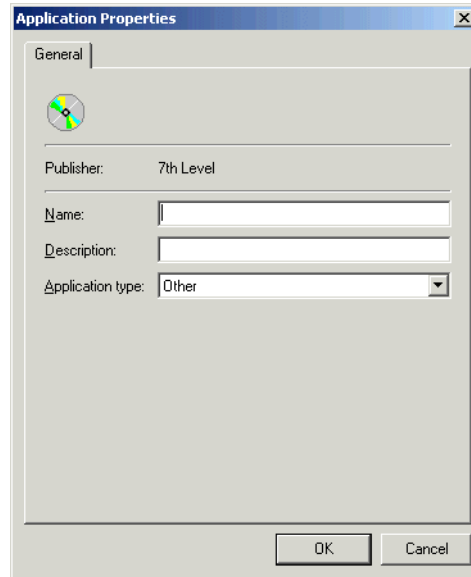 Application Properties
General
Publisher: 7th Level
Name:
Description:
Application type: Other
OK Cancel